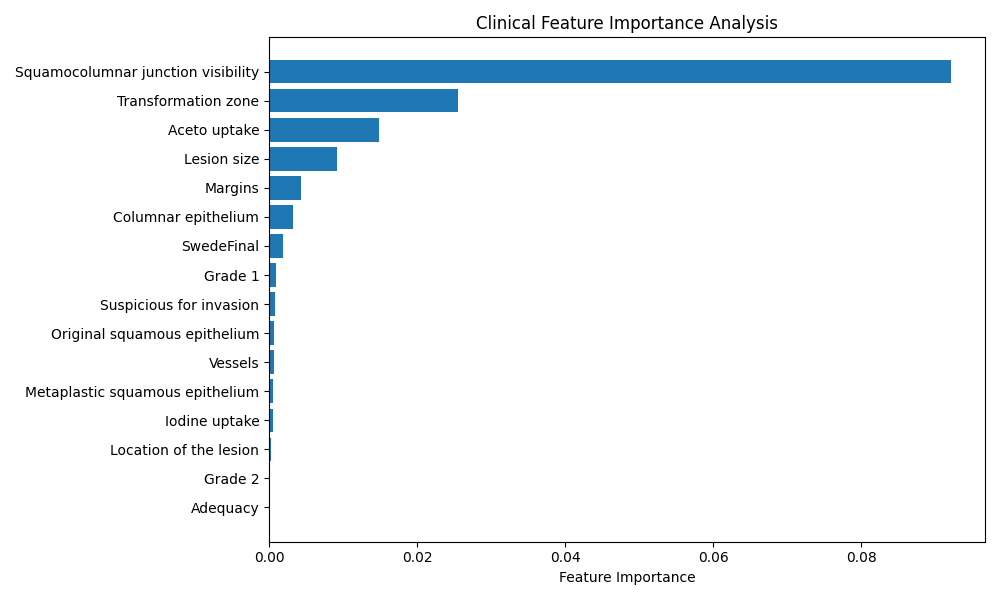 Clinical Feature Importance Analysis
Squamocolumnar junction visibility
Transformation zone
Aceto uptake
Lesion size
Margins
Columnar epithelium
SwedeFinal
Grade 1
Suspicious for invasion
Original squamous epithelium
Vessels
Metaplastic squamous epithelium
Iodine uptake
Location of the lesion
Grade 2
Adequacy
0.00 0.02 0.04 0.06 0.08
Feature Importance